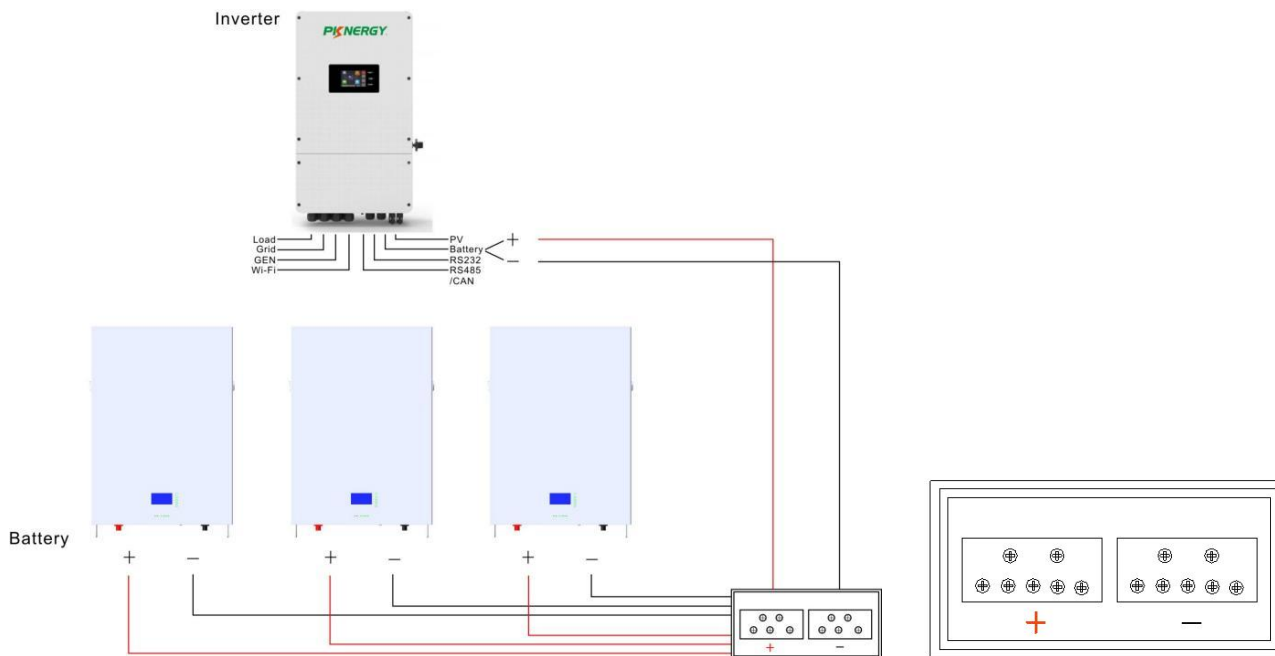 Inverter
PKNERGY
Load
Grid
GEN
Wi-Fi
PV
Battery
RS232
RS485
/CAN
+
−
Battery
+ −
+ −
+ −
+ −
+ −